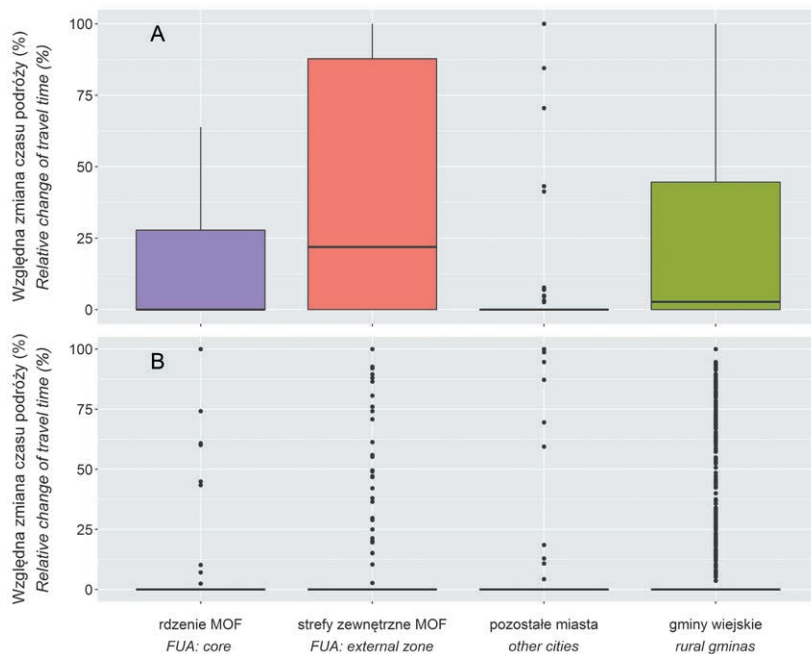 A
Względna zmiana czasu podróży (%)
Relative change of travel time (%)
100
75
50
25
0
B
Względna zmiana czasu podróży (%)
Relative change of travel time (%)
100
75
50
25
0
rdzenie MOF
FUA: core
strefy zewnętrzne MOF
FUA: external zone
pozostałe miasta
other cities
gminy wiejskie
rural gminas